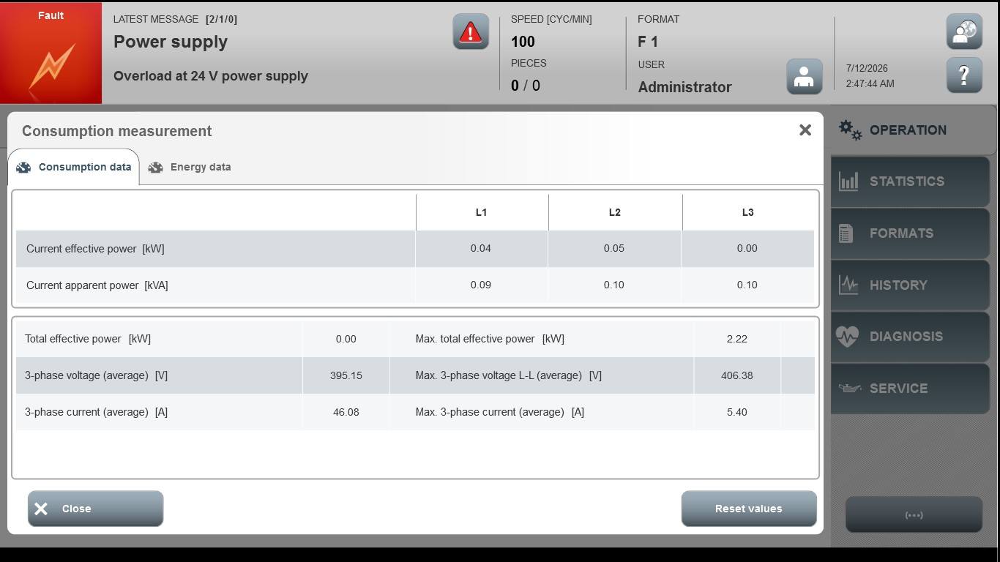 Fault
LATEST MESSAGE [2/1/0]
Power supply
Overload at 24 V power supply
SPEED [CYC/MIN]
100
PIECES
0 / 0
FORMAT
F 1
USER
Administrator
7/12/2026
2:47:44 AM
?
Consumption measurement
Consumption data
Energy data
L1 L2 L3
Current effective power [kW] 0.04 0.05 0.00
Current apparent power [kVA] 0.09 0.10 0.10
Total effective power [kW] 0.00 Max. total effective power [kW] 2.22
3-phase voltage (average) [V] 395.15 Max. 3-phase voltage L-L (average) [V] 406.38
3-phase current (average) [A] 46.08 Max. 3-phase current (average) [A] 5.40
Close
Reset values
OPERATION
STATISTICS
FORMATS
HISTORY
DIAGNOSIS
SERVICE
(•••)